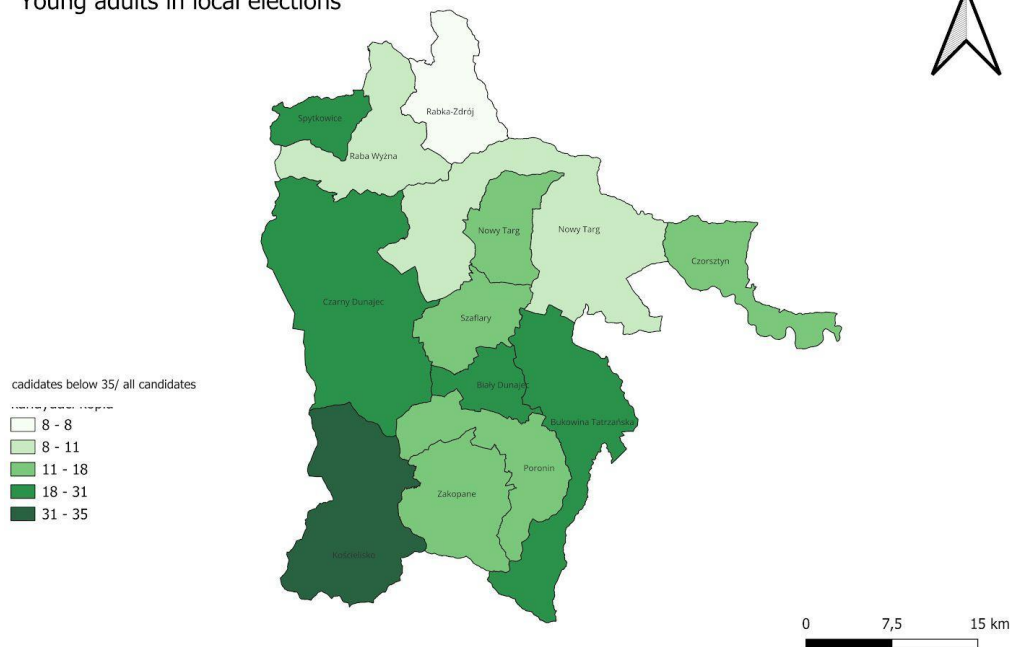 Young adults in local elections
Rabka-Zdrój
Spytkowice
Raba Wyżna
Nowy Targ
Nowy Targ
Czorsztyn
Czarny Dunajec
Szaflary
Biały Dunajec
Bukowina Tatrzańska
Poronin
Zakopane
Kościelisko
cadidates below 35/ all candidates
8 - 8
8 - 11
11 - 18
18 - 31
31 - 35
0 7,5 15 km